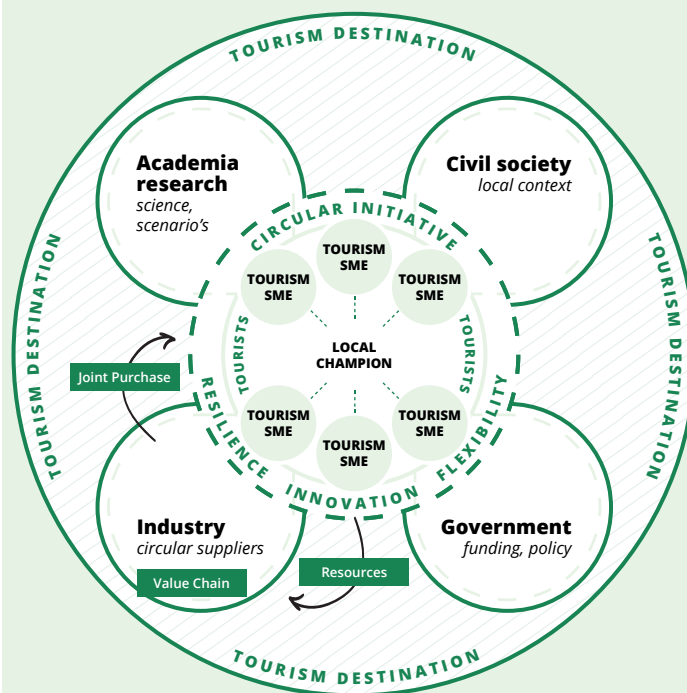 TOURISM DESTINATION
Academia
research
science,
scenario's
Civil society
local context
CIRCULAR INITIATIVE
TOURISM
SME
TOURISM
SME
TOURISM
SME
TOURISM DESTINATION
TOURISM DESTINATION
TOURISTS
LOCAL
CHAMPION
TOURISTS
Joint Purchase
RESILIENCE
FLEXIBILITY
TOURISM
SME
TOURISM
SME
TOURISM
SME
INNOVATION
Industry
circular suppliers
Value Chain
Government
funding, policy
Resources
TOURISM DESTINATION